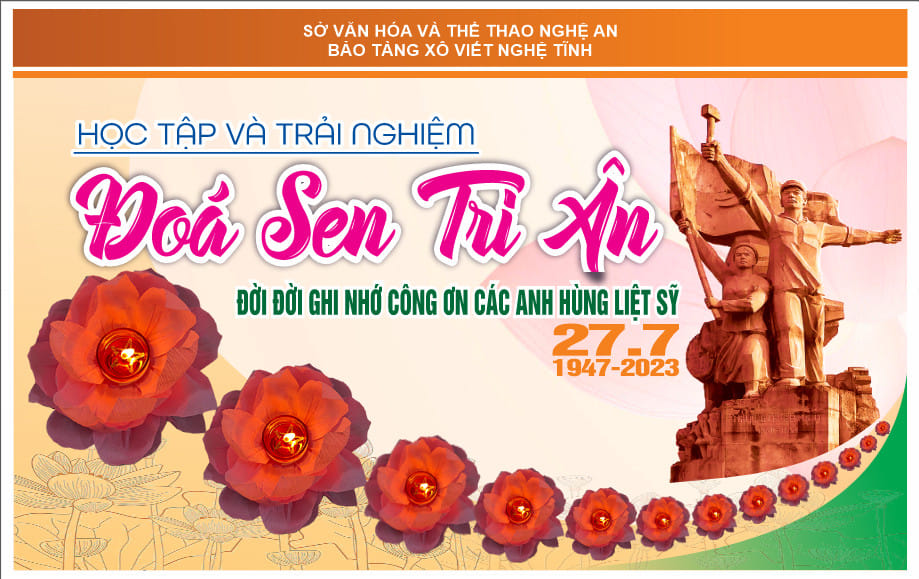 SỞ VĂN HÓA VÀ THỂ THAO NGHỆ AN
BẢO TÀNG XÔ VIẾT NGHỆ TĨNH
HỌC TẬP VÀ TRẢI NGHIỆM
Đoá Sen Tri Ân
ĐỜI ĐỜI GHI NHỚ CÔNG ƠN CÁC ANH HÙNG LIỆT SỸ
27.7
1947-2023